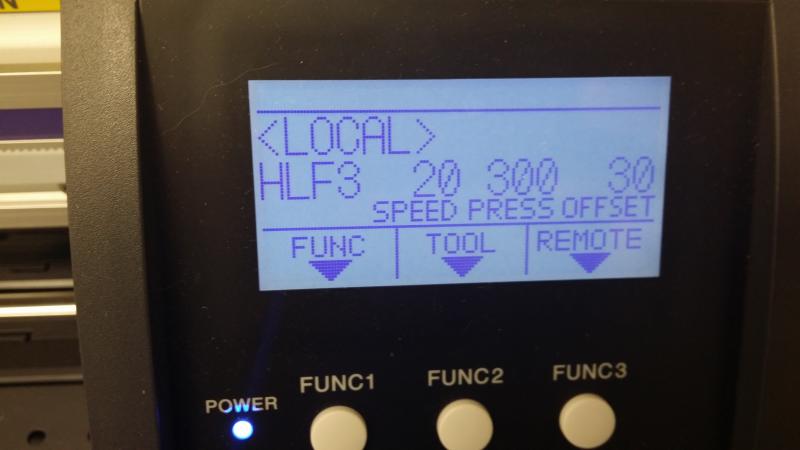 <LOCAL>
HLF3 20 300 30
SPEED PRESS OFFSET
FUNC TOOL REMOTE
FUNC1 FUNC2 FUNC3
POWER